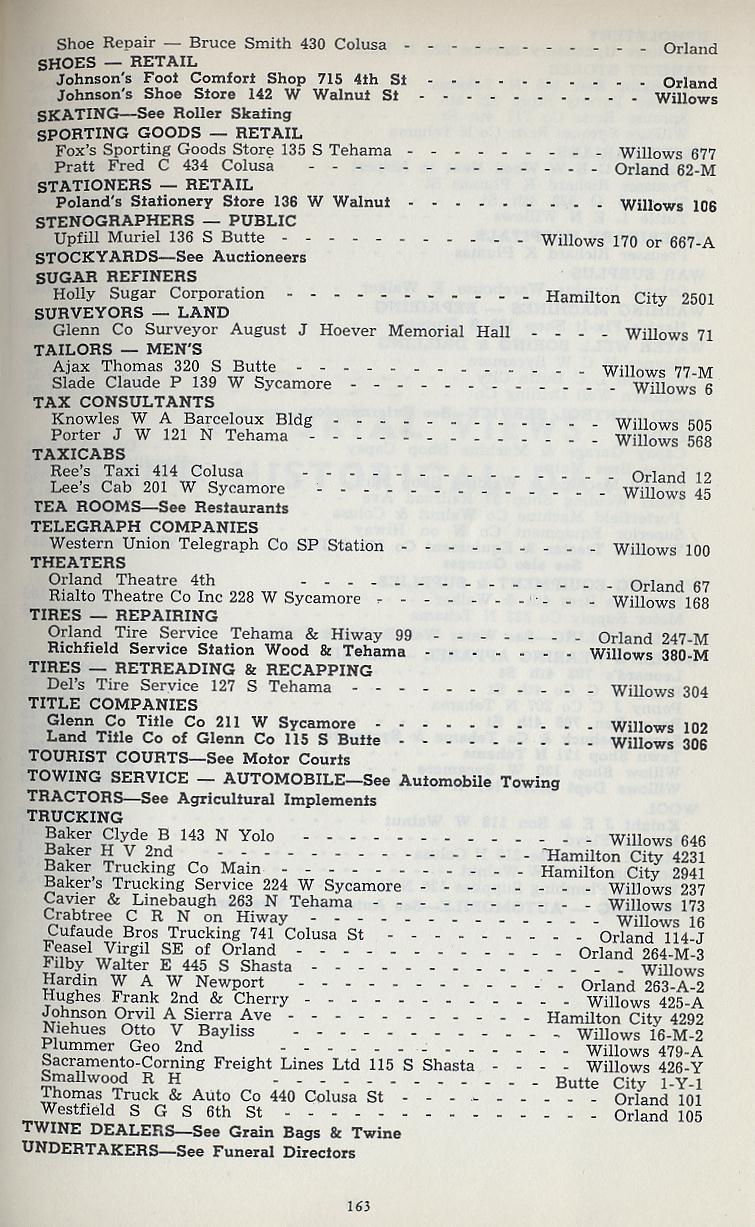 Shoe Repair — Bruce Smith 430 Colusa - - - - - - - - - Orland
SHOES — RETAIL
Johnson's Foot Comfort Shop 715 4th St - - - - - - - - - Orland
Johnson's Shoe Store 142 W Walnut St - - - - - - - - - - Willows
SKATING—See Roller Skating
SPORTING GOODS — RETAIL
Fox's Sporting Goods Store 135 S Tehama - - - - - - - - - Willows 677
Pratt Fred C 434 Colusa - - - - - - - - - - - - Orland 62-M
STATIONERS — RETAIL
Poland's Stationery Store 136 W Walnut - - - - - - - - - Willows 106
STENOGRAPHERS — PUBLIC
Upfill Muriel 136 S Butte - - - - - - - - - - Willows 170 or 667-A
STOCKYARDS—See Auctioneers
SUGAR REFINERS
Holly Sugar Corporation - - - - - - - - - - Hamilton City 2501
SURVEYORS — LAND
Glenn Co Surveyor August J Hoever Memorial Hall - - - - Willows 71
TAILORS — MEN'S
Ajax Thomas 320 S Butte - - - - - - - - - - - - Willows 77-M
Slade Claude P 139 W Sycamore - - - - - - - - - - - Willows 6
TAX CONSULTANTS
Knowles W A Barceloux Bldg - - - - - - - - - - - - Willows 505
Porter J W 121 N Tehama - - - - - - - - - - - - Willows 568
TAXICABS
Ree's Taxi 414 Colusa - - - - - - - - - - - - - Orland 12
Lee's Cab 201 W Sycamore - - - - - - - - - - - - Willows 45
TEA ROOMS—See Restaurants
TELEGRAPH COMPANIES
Western Union Telegraph Co SP Station - - - - - - - - - Willows 100
THEATERS
Orland Theatre 4th - - - - - - - - - - - - - Orland 67
Rialto Theatre Co Inc 228 W Sycamore - - - - - - - - - - Willows 168
TIRES — REPAIRING
Orland Tire Service Tehama & Hiway 99 - - - - - - - Orland 247-M
Richfield Service Station Wood & Tehama - - - - - - - Willows 380-M
TIRES — RETREADING & RECAPPING
Del's Tire Service 127 S Tehama - - - - - - - - - - - Willows 304
TITLE COMPANIES
Glenn Co Title Co 211 W Sycamore - - - - - - - - - - Willows 102
Land Title Co of Glenn Co 115 S Butte - - - - - - - - - Willows 306
TOURIST COURTS—See Motor Courts
TOWING SERVICE — AUTOMOBILE—See Automobile Towing
TRACTORS—See Agricultural Implements
TRUCKING
Baker Clyde B 143 N Yolo - - - - - - - - - - - - - Willows 646
Baker H V 2nd - - - - - - - - - - - - - Hamilton City 4231
Baker Trucking Co Main - - - - - - - - - - - Hamilton City 2941
Baker's Trucking Service 224 W Sycamore - - - - - - - - Willows 237
Cavier & Linebaugh 263 N Tehama - - - - - - - - - - Willows 173
Crabtree C R N on Hiway - - - - - - - - - - - - Willows 16
Cufaude Bros Trucking 741 Colusa St - - - - - - - - - Orland 114-J
Feasel Virgil SE of Orland - - - - - - - - - - - Orland 264-M-3
Filby Walter E 445 S Shasta - - - - - - - - - - - - - Willows
Hardin W A W Newport - - - - - - - - - - - Orland 263-A-2
Hughes Frank 2nd & Cherry - - - - - - - - - - - Willows 425-A
Johnson Orvil A Sierra Ave - - - - - - - - - - Hamilton City 4292
Niehues Otto V Bayliss - - - - - - - - - - - - Willows 16-M-2
Plummer Geo 2nd - - - - - - - - - - - - Willows 479-A
Sacramento-Corning Freight Lines Ltd 115 S Shasta - - - - Willows 426-Y
Smallwood R H - - - - - - - - - - - - Butte City 1-Y-1
Thomas Truck & Auto Co 440 Colusa St - - - - - - - - - Orland 101
Westfield S G S 6th St - - - - - - - - - - - - - Orland 105
TWINE DEALERS—See Grain Bags & Twine
UNDERTAKERS—See Funeral Directors
163